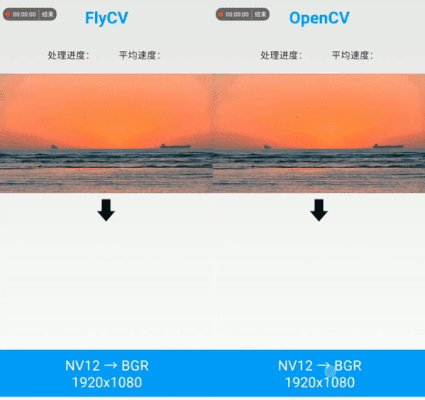 00:00:00 结束
FlyCV
处理进度： 平均速度：
NV12 → BGR
1920x1080
00:00:00 结束
OpenCV
处理进度： 平均速度：
NV12 → BGR
1920x1080